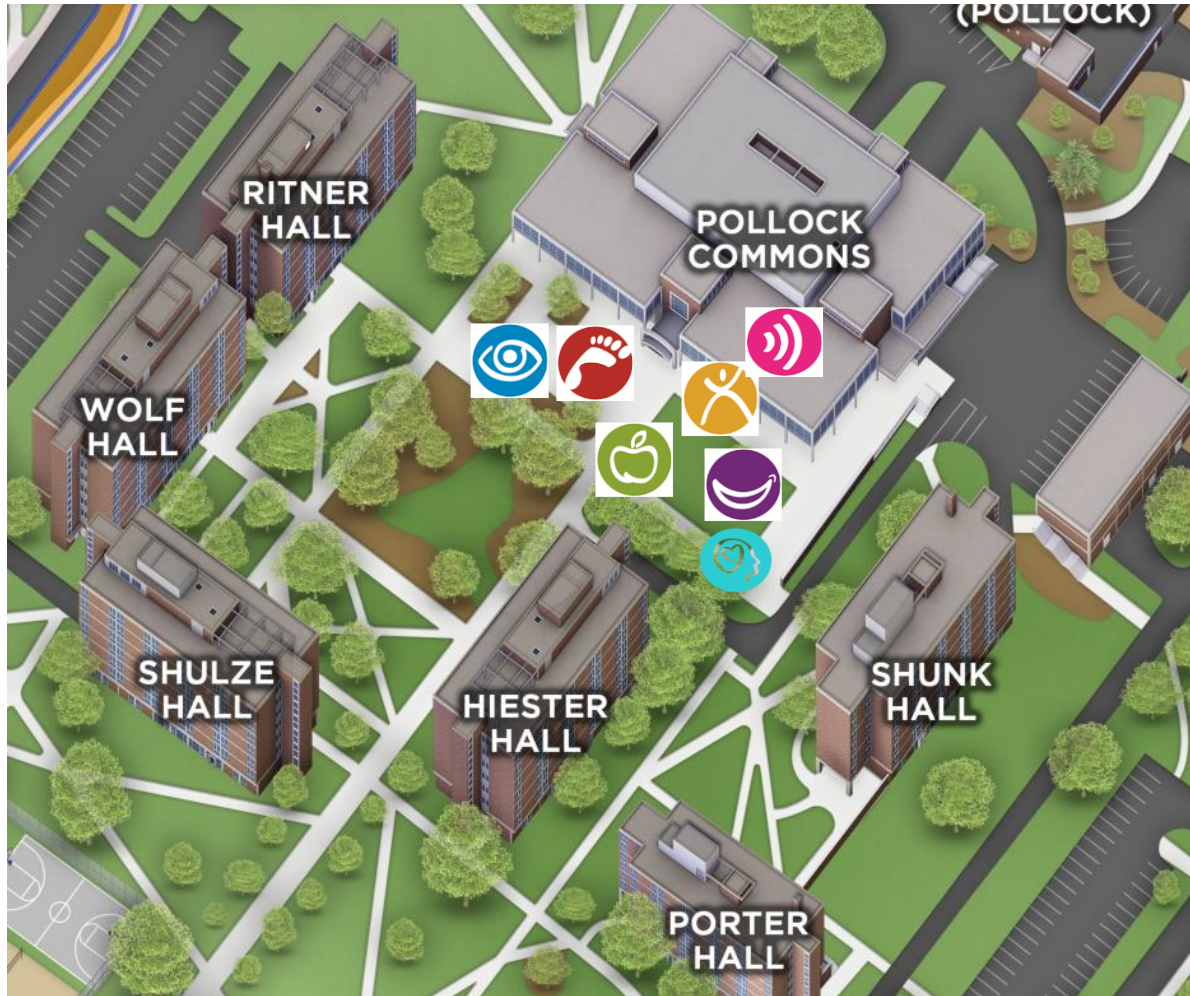 (POLLOCK)
RITNER
HALL
POLLOCK
COMMONS
WOLF
HALL
SHULZE
HALL
HIESTER
HALL
SHUNK
HALL
PORTER
HALL